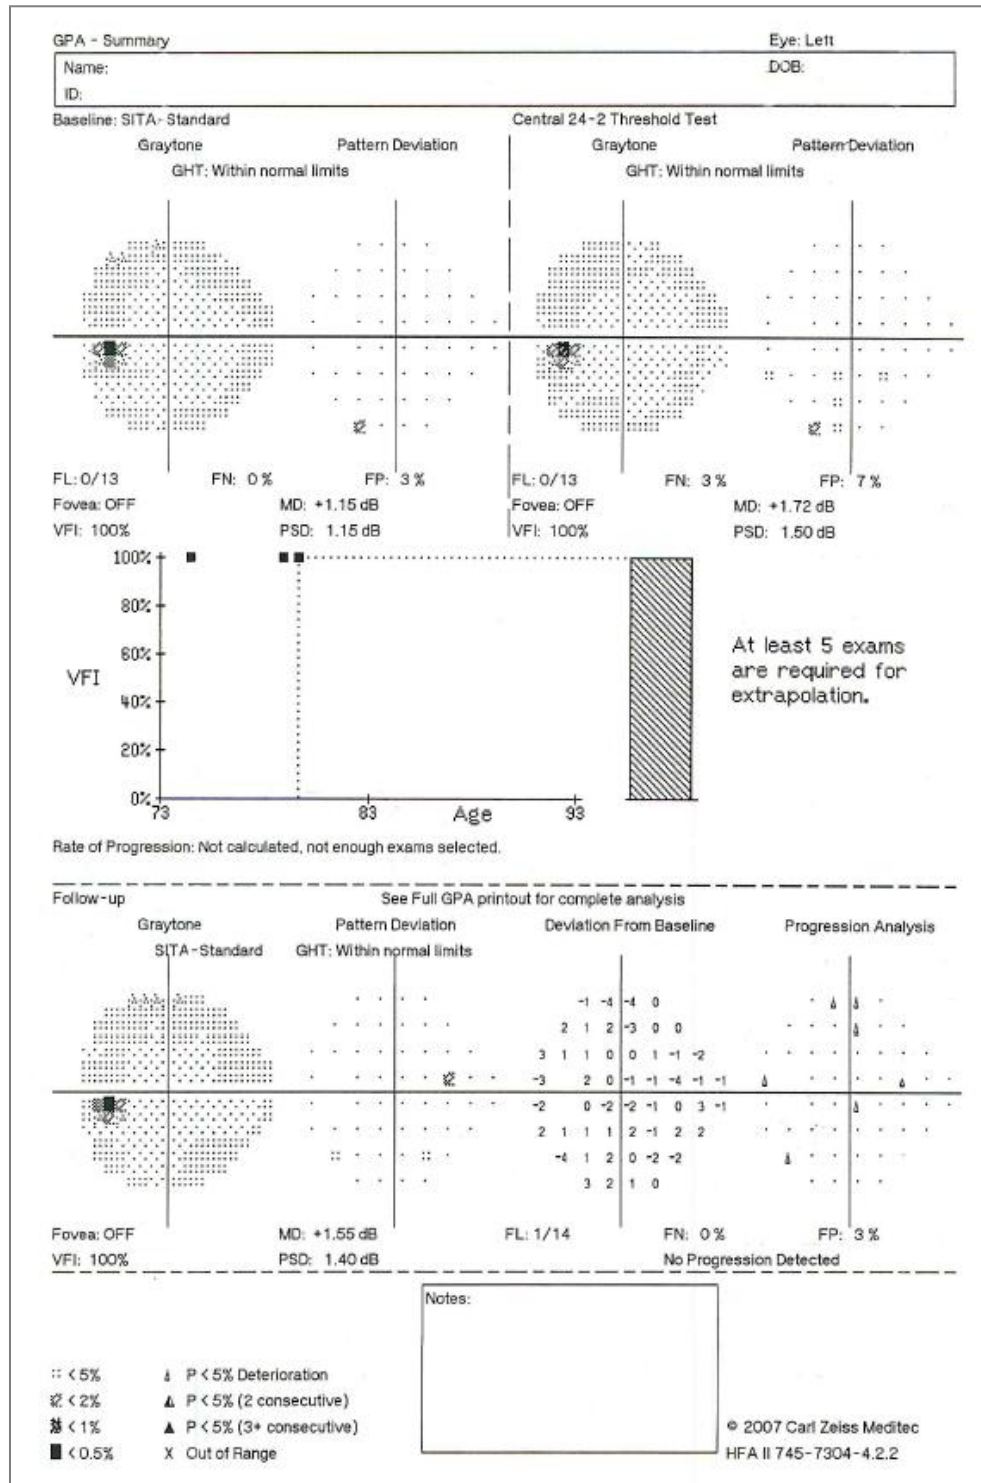 GPA - Summary Eye: Left
Name: DOB:
ID:
Baseline: SITA-Standard Central 24-2 Threshold Test
Graytone Pattern Deviation Graytone Pattern Deviation
GHT: Within normal limits GHT: Within normal limits
FL: 0/13 FN: 0% FP: 3% FL: 0/13 FN: 3% FP: 7%
Fovea: OFF MD: +1.15 dB Fovea: OFF MD: +1.72 dB
VFI: 100% PSD: 1.15 dB VFI: 100% PSD: 1.50 dB
100%
80%
60%
VFI
40%
20%
0%
73 83 Age 93
At least 5 exams
are required for
extrapolation.
Rate of Progression: Not calculated, not enough exams selected.
Follow-up See Full GPA printout for complete analysis
Graytone Pattern Deviation Deviation From Baseline Progression Analysis
SITA-Standard GHT: Within normal limits
-1 -4 -4 0
2 1 2 -3 0 0
3 1 1 0 0 1 -1 -2
-3 2 0 -1 -1 -4 -1 -1
-2 0 -2 -2 -1 0 3 -1
2 1 1 1 2 -1 2 2
-4 1 2 0 -2 -2
3 2 1 0
Fovea: OFF MD: +1.55 dB FL: 1/14 FN: 0% FP: 3%
VFI: 100% PSD: 1.40 dB No Progression Detected
Notes:
< 5% P < 5% Deterioration
< 2% P < 5% (2 consecutive)
< 1% P < 5% (3+ consecutive) © 2007 Carl Zeiss Meditec
< 0.5% X Out of Range HFA II 745-7304-4.2.2